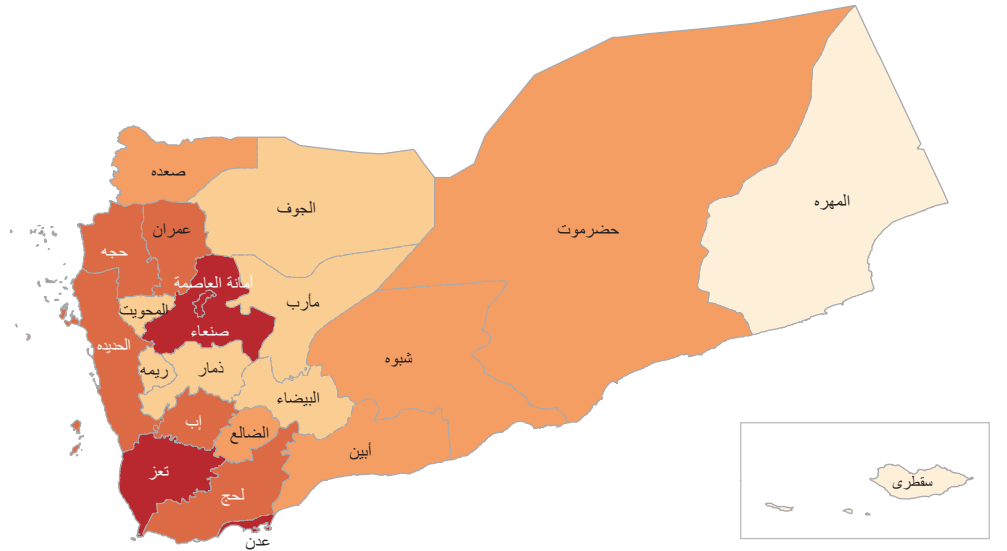 صعده
الجوف
المهره
عمران
حضرموت
حجه
أمانة العاصمة
مأرب
المحويت
صنعاء
الحديده
شبوه
ذمار
ريمه
البيضاء
إب
الضالع
أبين
تعز
سقطرى
لحج
عدن